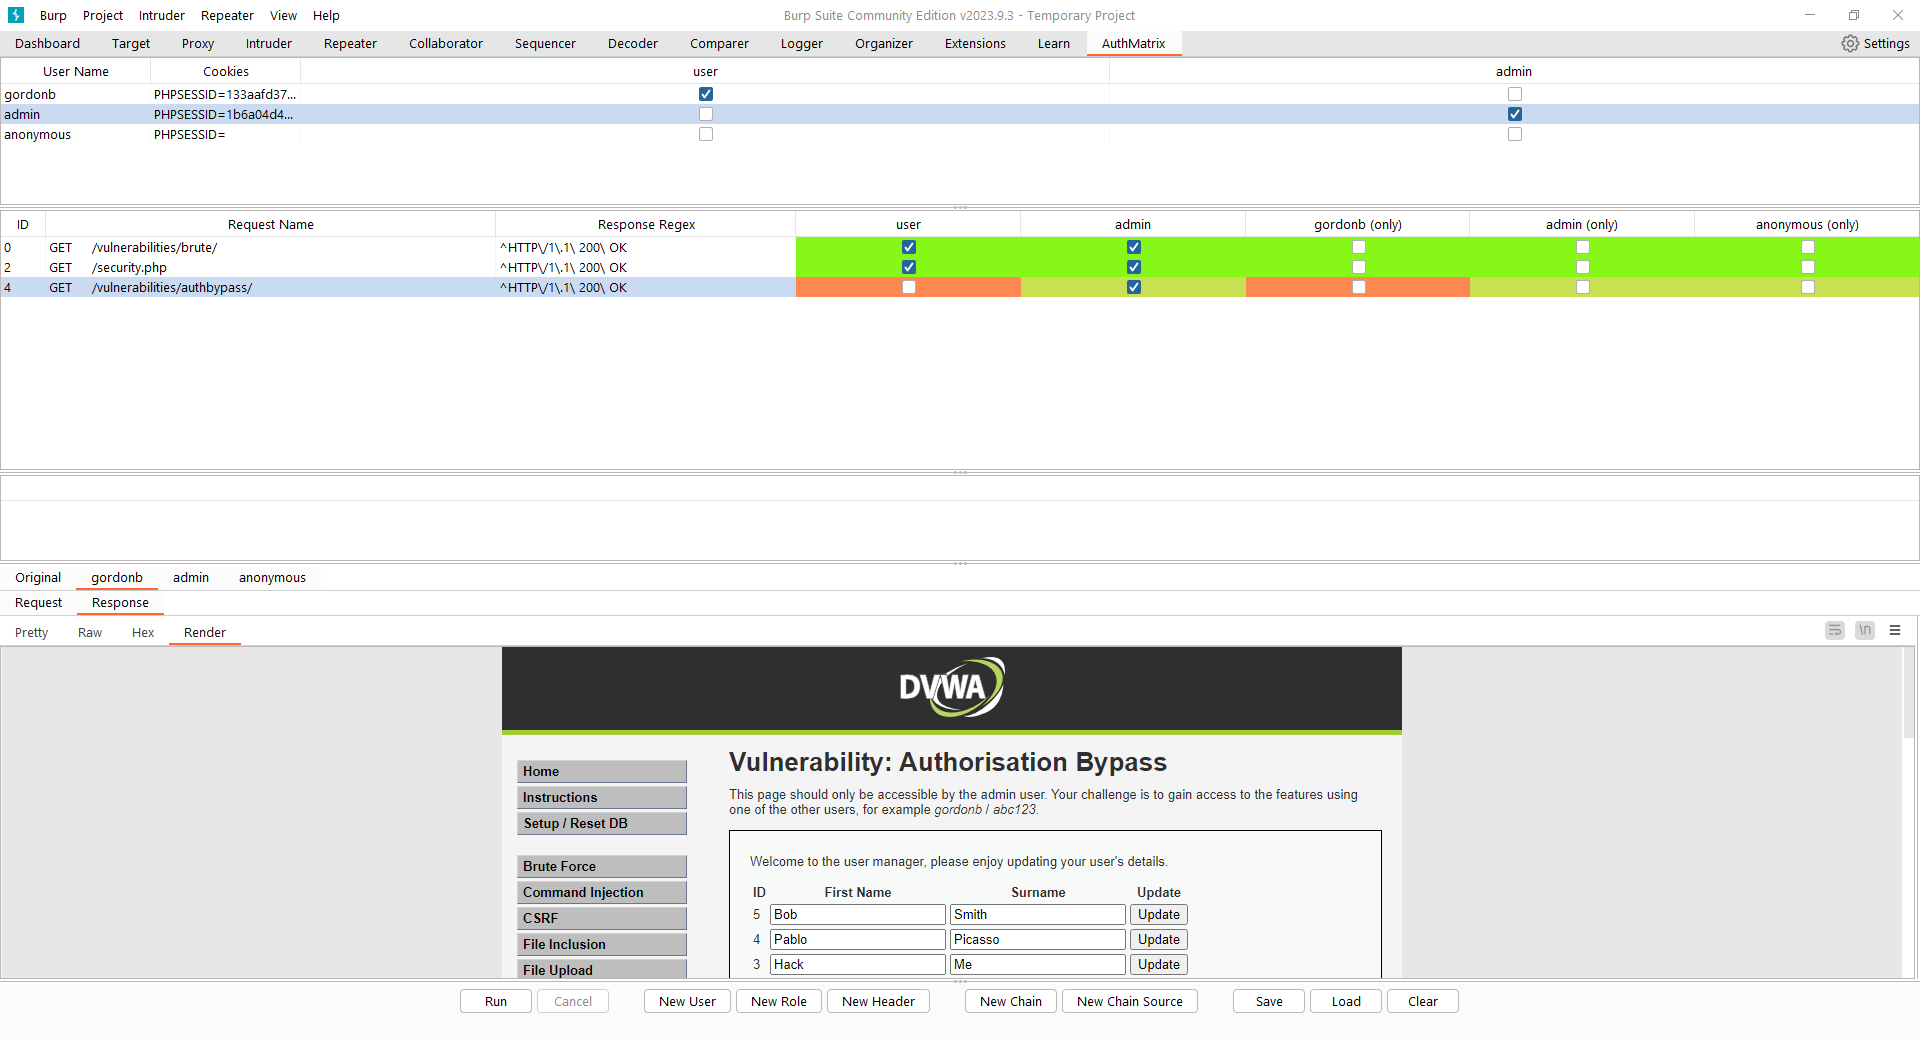 Burp Project Intruder Repeater View Help Burp Suite Community Edition v2023.9.3 - Temporary Project
Dashboard Target Proxy Intruder Repeater Collaborator Sequencer Decoder Comparer Logger Organizer Extensions Learn AuthMatrix Settings
User Name Cookies user admin
gordonb PHPSESSID=133aafd37...
admin PHPSESSID=1b6a04d4...
anonymous PHPSESSID=
ID Request Name Response Regex user admin gordonb (only) admin (only) anonymous (only)
0 GET /vulnerabilities/brute/ ^HTTP\/1\.1\ 200\ OK
2 GET /security.php ^HTTP\/1\.1\ 200\ OK
4 GET /vulnerabilities/authbypass/ ^HTTP\/1\.1\ 200\ OK
Original gordonb admin anonymous
Request Response
Pretty Raw Hex Render \n
DVWA
Vulnerability: Authorisation Bypass
This page should only be accessible by the admin user. Your challenge is to gain access to the features using
one of the other users, for example gordonb / abc123.
Home
Instructions
Setup / Reset DB
Brute Force
Command Injection
CSRF
File Inclusion
File Upload
Welcome to the user manager, please enjoy updating your user's details.
ID First Name Surname Update
5 Bob Smith Update
4 Pablo Picasso Update
3 Hack Me Update
Run Cancel New User New Role New Header New Chain New Chain Source Save Load Clear